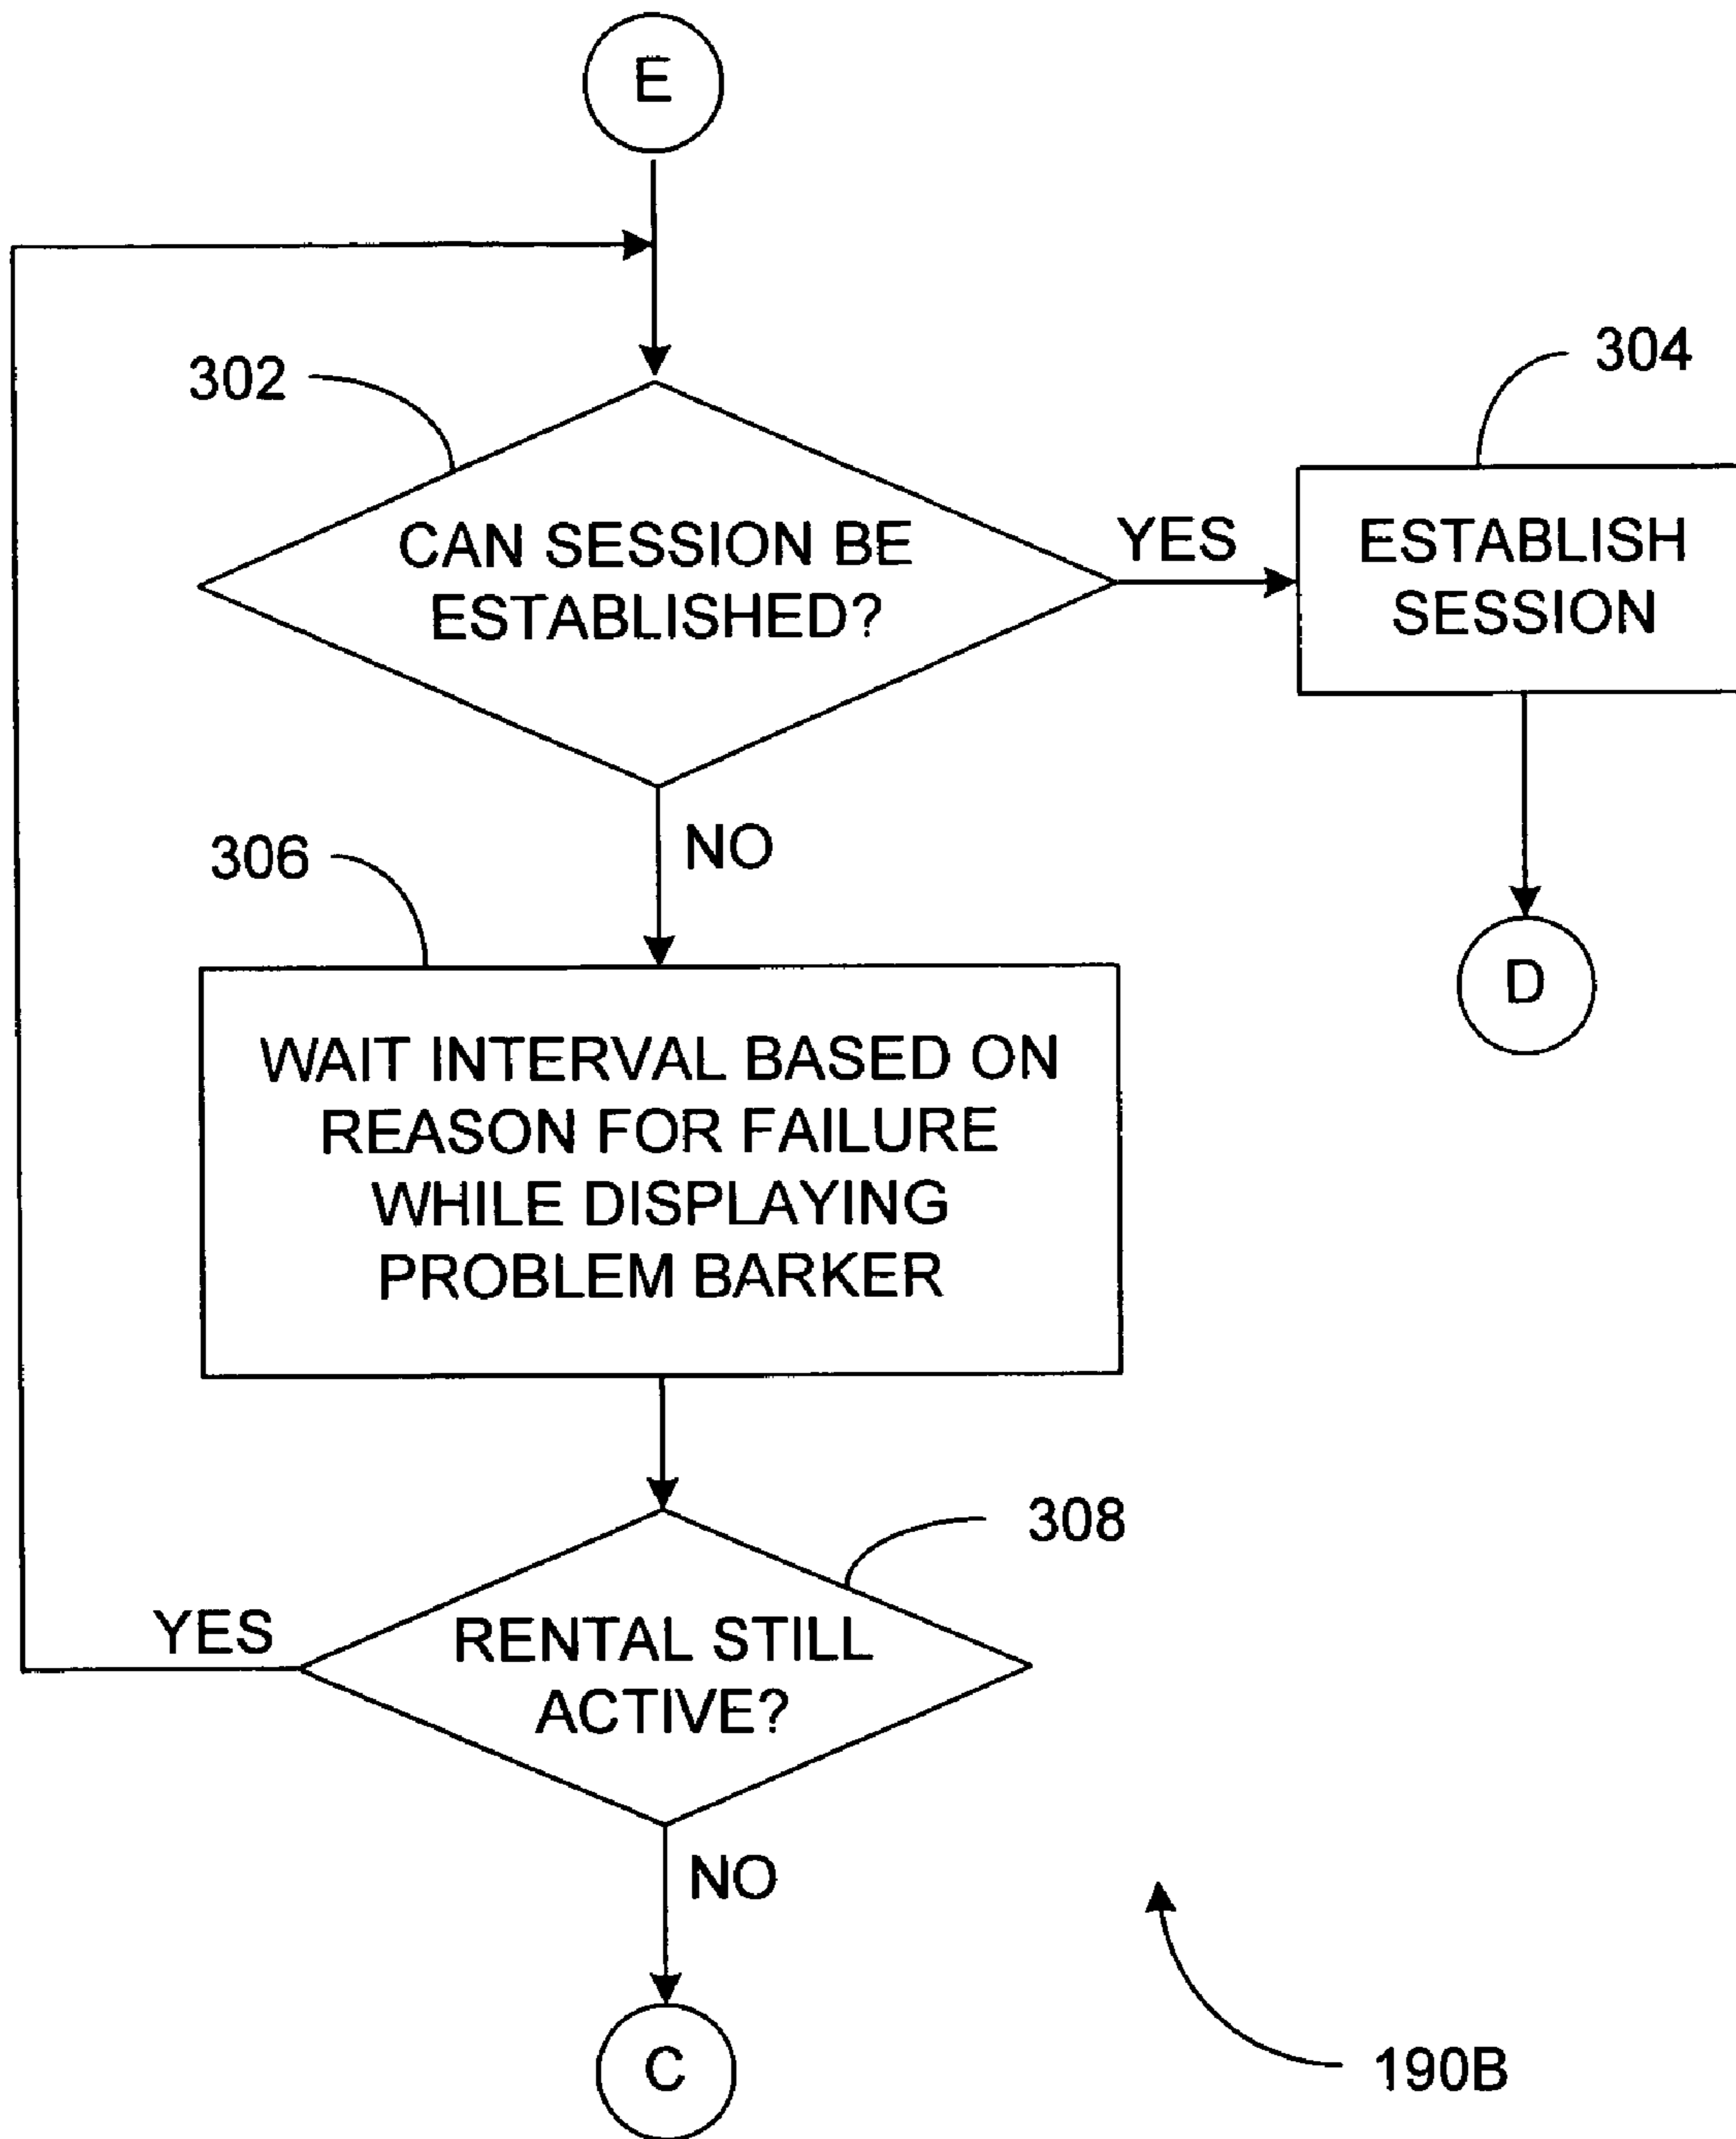 E
302
304
CAN SESSION BE
ESTABLISHED?
YES
ESTABLISH
SESSION
NO
306
D
WAIT INTERVAL BASED ON
REASON FOR FAILURE
WHILE DISPLAYING
PROBLEM BARKER
308
YES
RENTAL STILL
ACTIVE?
NO
C
190B